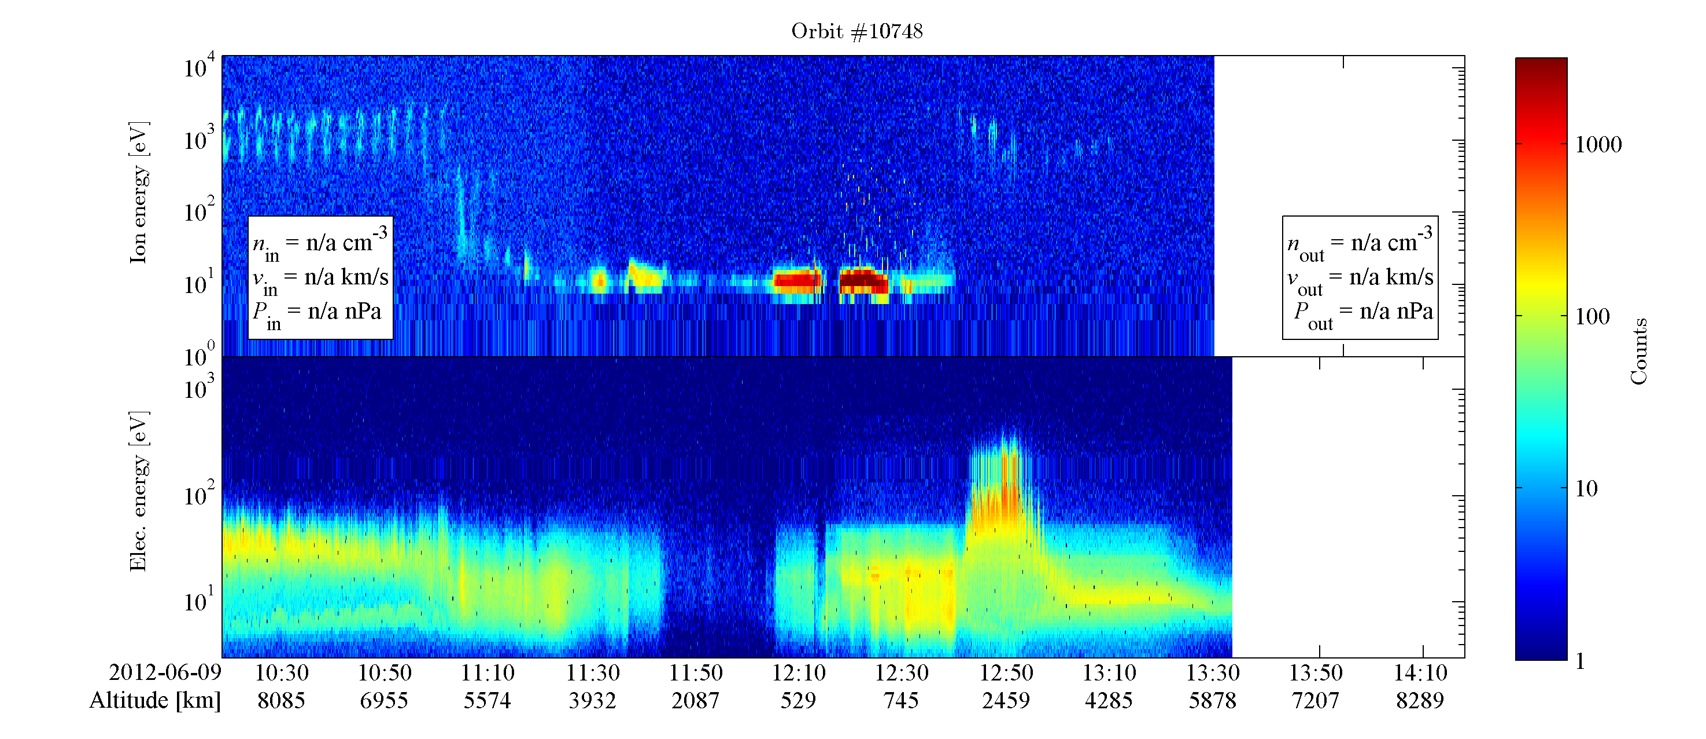 Orbit #10748
Ion energy [eV]
10^4
10^3
10^2
10^1
10^0
n_in = n/a cm^-3
v_in = n/a km/s
P_in = n/a nPa
n_out = n/a cm^-3
v_out = n/a km/s
P_out = n/a nPa
Elec. energy [eV]
10^3
10^2
10^1
1000
100
10
1
Counts
2012-06-09 10:30 10:50 11:10 11:30 11:50 12:10 12:30 12:50 13:10 13:30 13:50 14:10
Altitude [km] 8085 6955 5574 3932 2087 529 745 2459 4285 5878 7207 8289